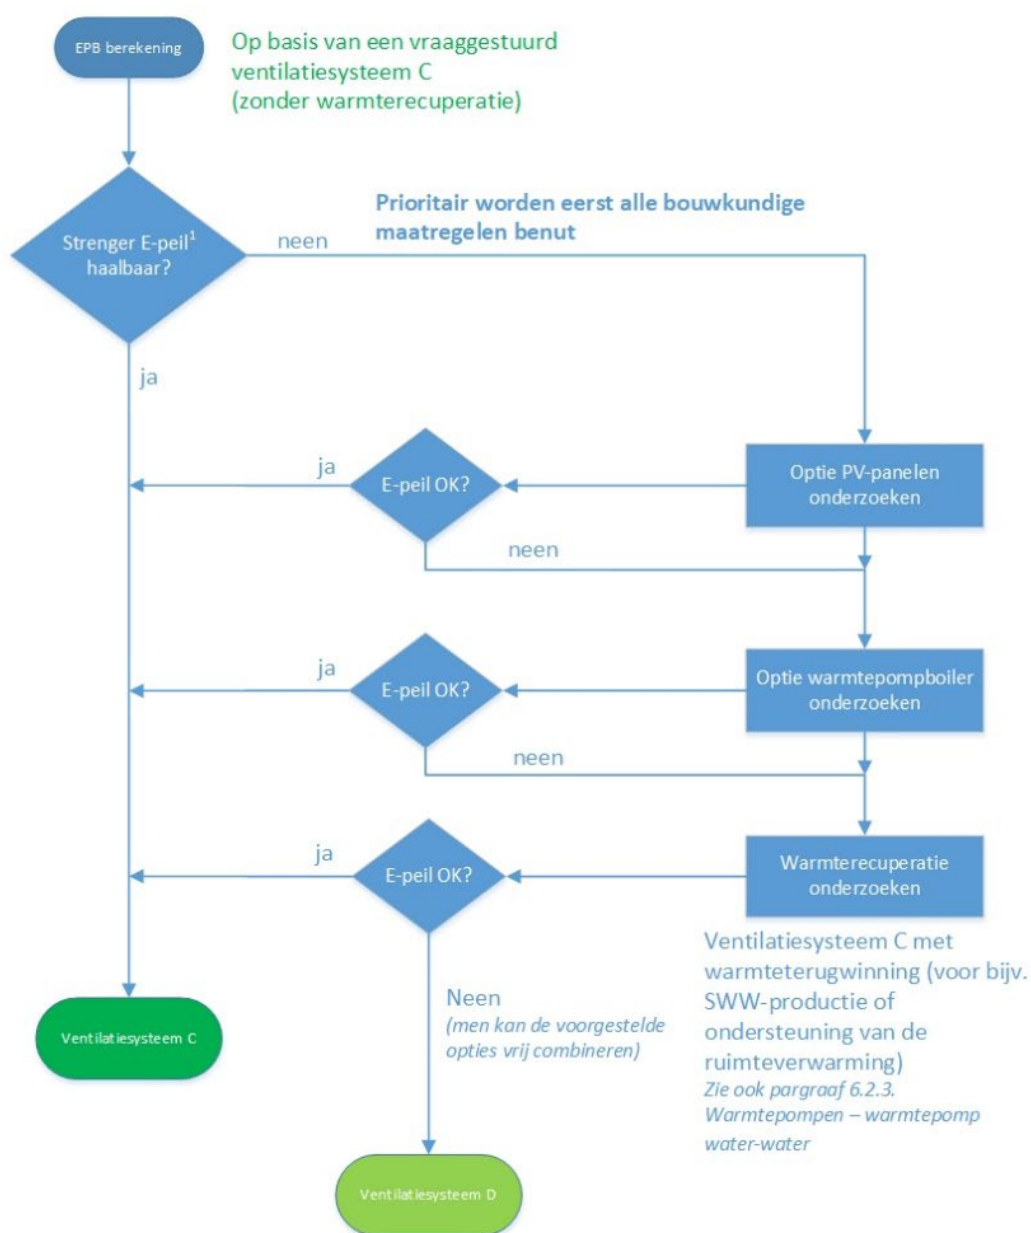 EPB berekening
Op basis van een vraaggestuurd
ventilatiesysteem C
(zonder warmterecuperatie)
Strenger E-peil¹
haalbaar?
neen
Prioritair worden eerst alle bouwkundige
maatregelen benut
ja
ja
E-peil OK?
Optie PV-panelen
onderzoeken
neen
ja
E-peil OK?
Optie warmtepompboiler
onderzoeken
neen
ja
E-peil OK?
Warmterecuperatie
onderzoeken
Ventilatiesysteem C met
warmteterugwinning (voor bijv.
SWW-productie of
ondersteuning van de
ruimteverwarming)
Zie ook pargraaf 6.2.3.
Warmtepompen – warmtepomp
water-water
Neen
(men kan de voorgestelde
opties vrij combineren)
Ventilatiesysteem C
Ventilatiesysteem D